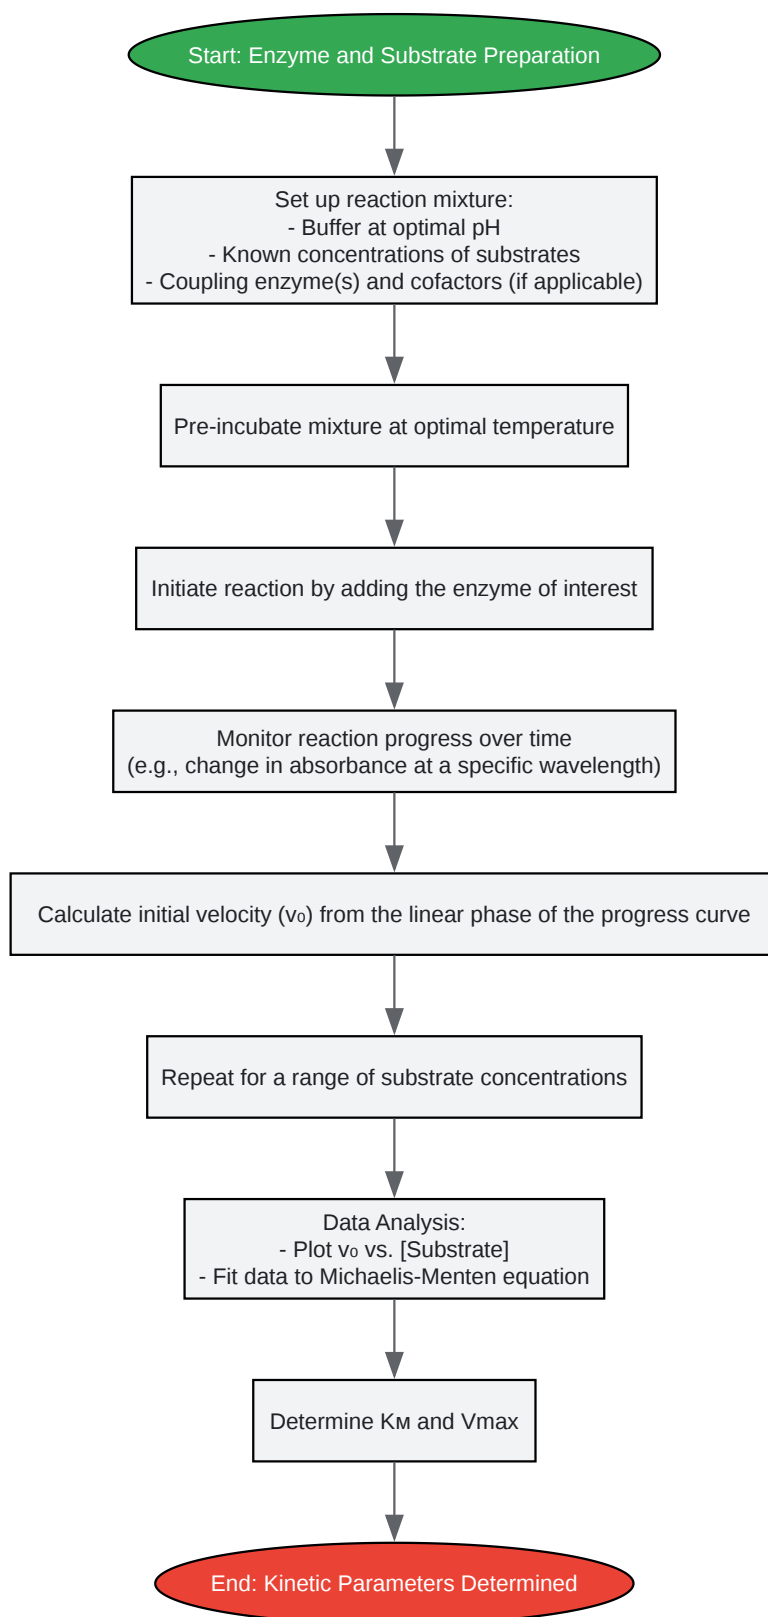 Start: Enzyme and Substrate Preparation
Set up reaction mixture:
- Buffer at optimal pH
- Known concentrations of substrates
- Coupling enzyme(s) and cofactors (if applicable)
Pre-incubate mixture at optimal temperature
Initiate reaction by adding the enzyme of interest
Monitor reaction progress over time
(e.g., change in absorbance at a specific wavelength)
Calculate initial velocity (v₀) from the linear phase of the progress curve
Repeat for a range of substrate concentrations
Data Analysis:
- Plot v₀ vs. [Substrate]
- Fit data to Michaelis-Menten equation
Determine Kᴍ and Vmax
End: Kinetic Parameters Determined